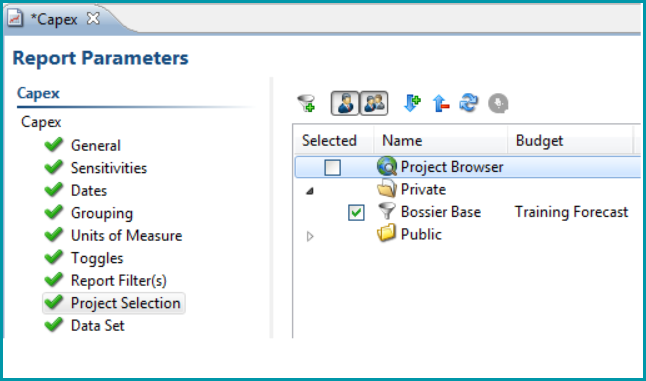 *Capex
Report Parameters
Capex
Capex
General
Sensitivities
Dates
Grouping
Units of Measure
Toggles
Report Filter(s)
Project Selection
Data Set
Selected Name Budget
Project Browser
Private
Bossier Base Training Forecast
Public